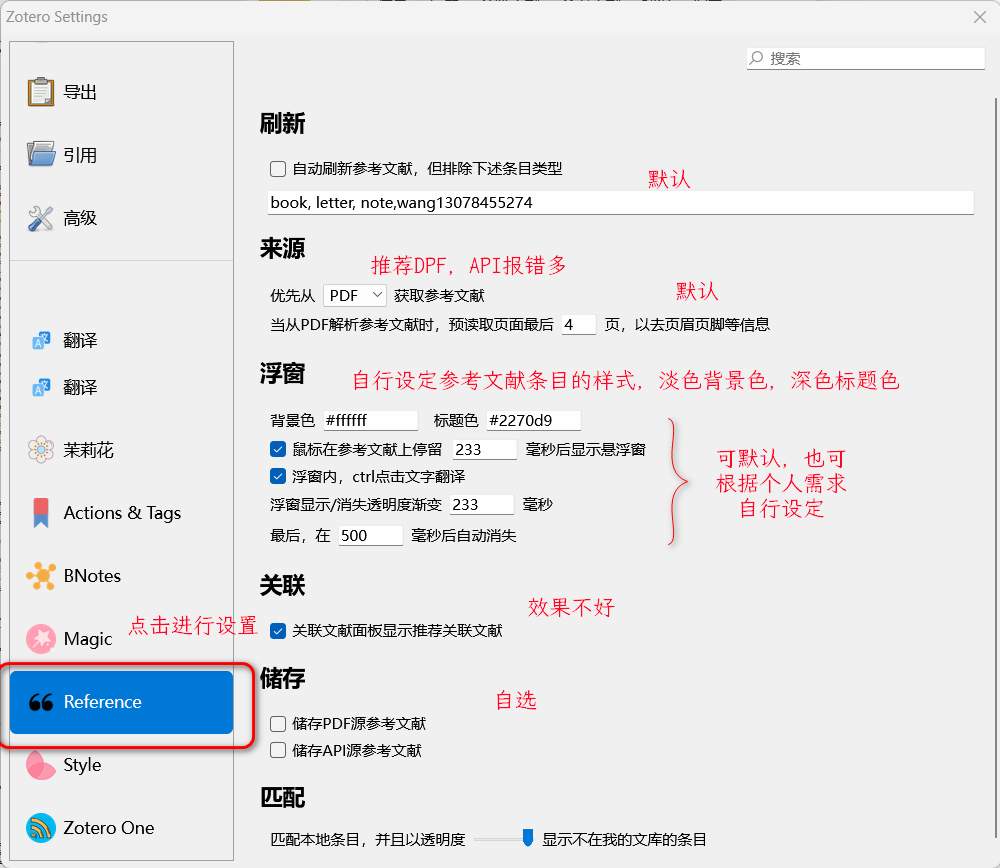 Zotero Settings
搜索
导出
引用
高级
翻译
翻译
茉莉花
Actions & Tags
BNotes
Magic
点击进行设置
Reference
Style
Zotero One
刷新
自动刷新参考文献，但排除下述条目类型
默认
book, letter, note,wang13078455274
来源
推荐DPF，API报错多
优先从 PDF 获取参考文献
默认
当从PDF解析参考文献时，预读取页面最后 4 页，以去页眉页脚等信息
浮窗
自行设定参考文献条目的样式，淡色背景色，深色标题色
背景色 #ffffff 标题色 #2270d9
鼠标在参考文献上停留 233 毫秒后显示悬浮窗
浮窗内，ctrl点击文字翻译
浮窗显示/消失透明度渐变 233 毫秒
最后，在 500 毫秒后自动消失
可默认，也可
根据个人需求
自行设定
关联
效果不好
关联文献面板显示推荐关联文献
储存
自选
储存PDF源参考文献
储存API源参考文献
匹配
匹配本地条目，并且以透明度 显示不在我的文库的条目